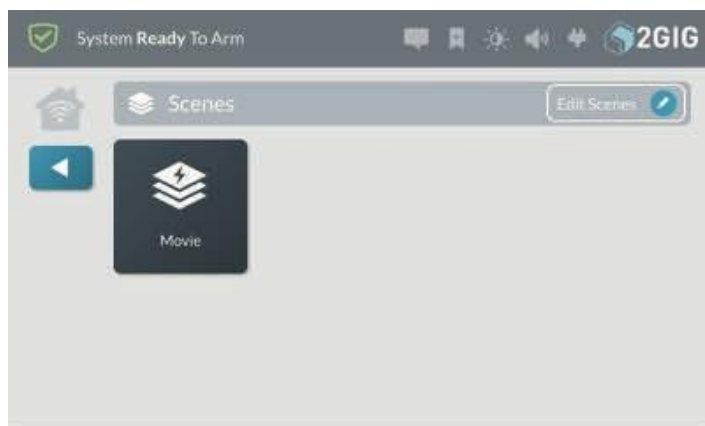 System Ready To Arm
2GIG
Scenes
Edit Scenes
Movie